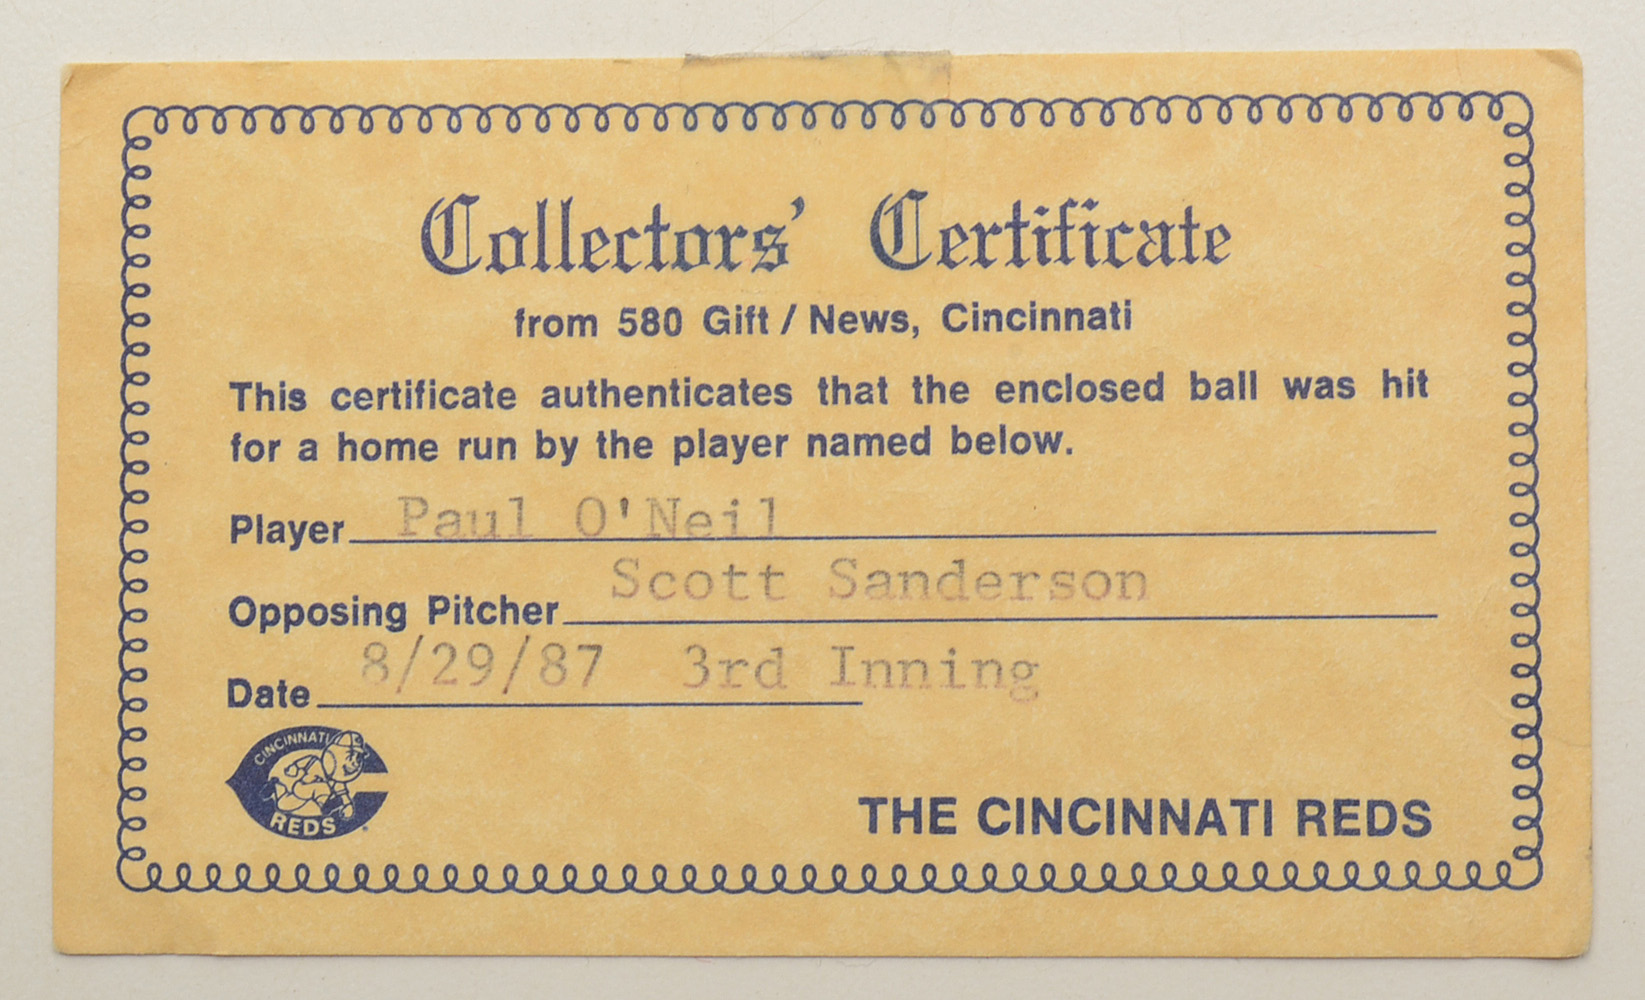 Collectors' Certificate
from 580 Gift / News, Cincinnati
This certificate authenticates that the enclosed ball was hit
for a home run by the player named below.
Player Paul O'Neil
Opposing Pitcher Scott Sanderson
Date 8/29/87 3rd Inning
CINCINNATI
REDS
THE CINCINNATI REDS